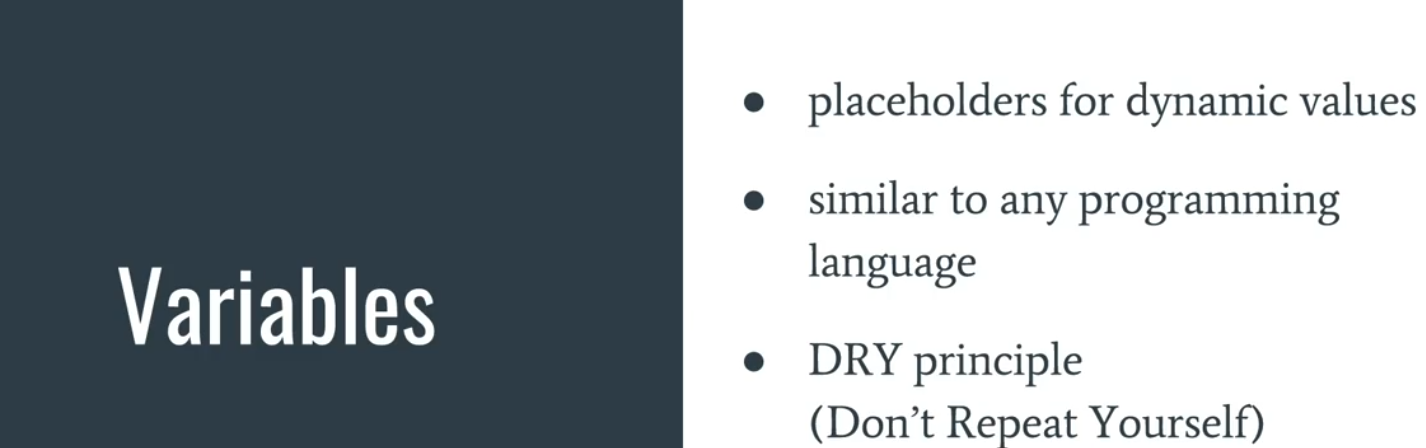 Variables
● placeholders for dynamic values
● similar to any programming
language
● DRY principle
(Don’t Repeat Yourself)